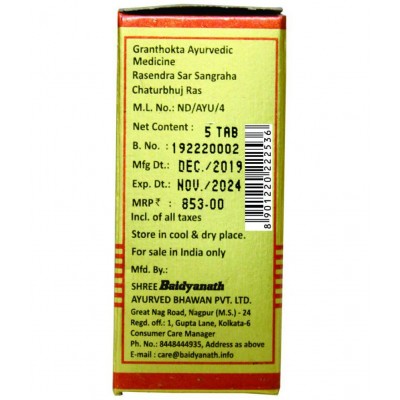 Granthokta Ayurvedic
Medicine
Rasendra Sar Sangraha
Chaturbhuj Ras
M.L. No.: ND/AYU/4
Net Content : 5 TAB
B. No. : 192220002
Mfg Dt.: DEC./2019
Exp. Dt: NOV./2024
MRP ₹ : 853-00
Incl. of all taxes
Store in cool & dry place.
For sale in India only
Mfd. By.:
SHREE Baidyanath
AYURVED BHAWAN PVT. LTD.
Great Nag Road, Nagpur (M.S.) - 24
Regd. off.: 1, Gupta Lane, Kolkata-6
Consumer Care Manager
Ph.No.: 8448444935, Address as above
E-mail : care@baidyanath.info
8901220222536